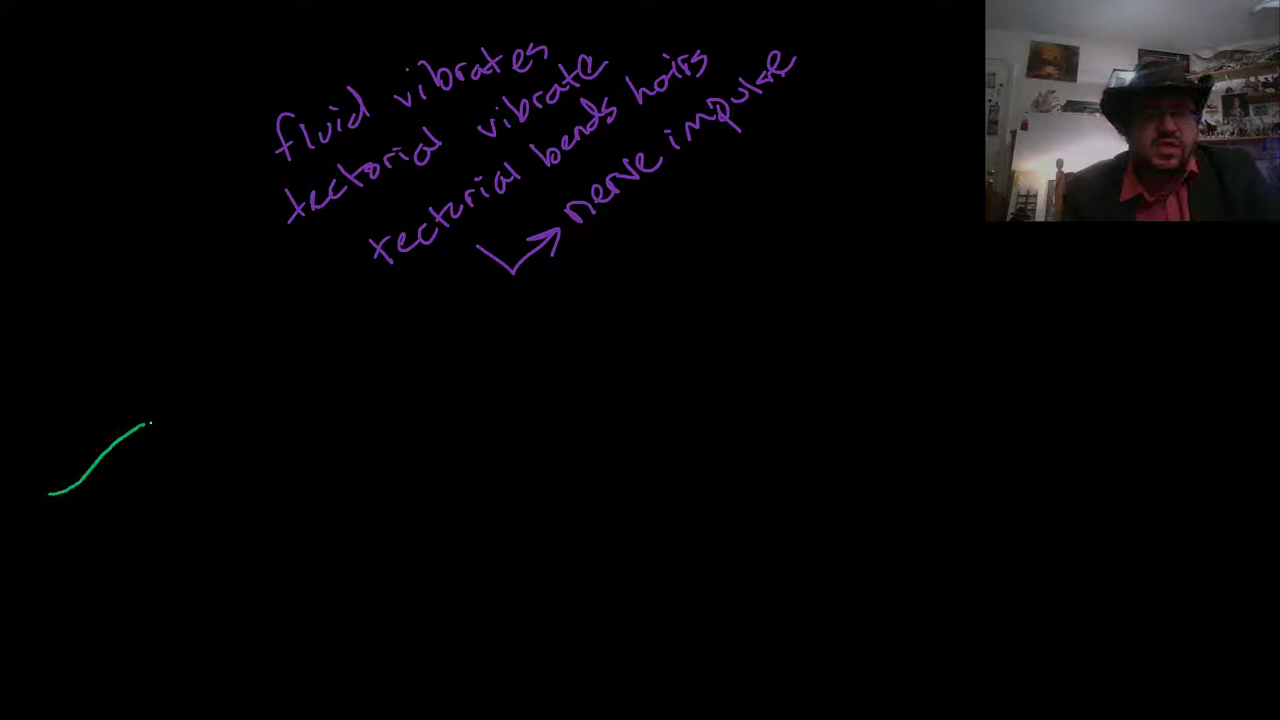 fluid vibrates
tectorial vibrate
tectorial bends hairs
nerve impulse